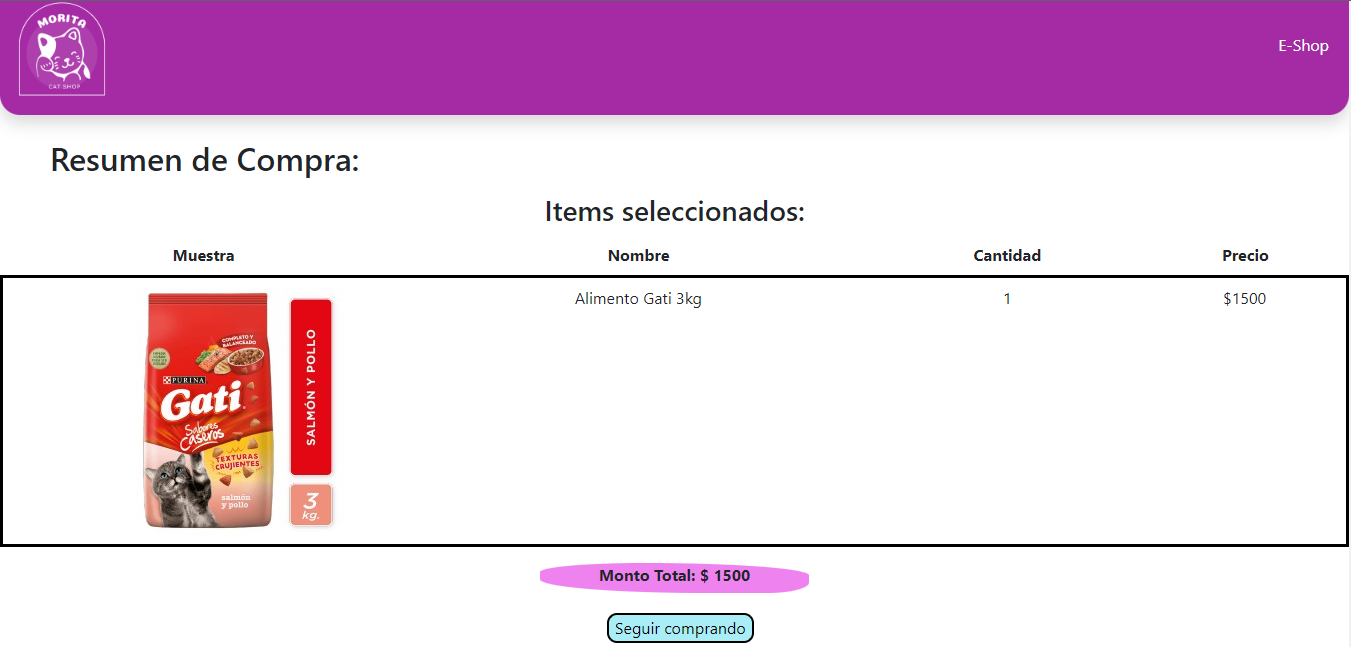 MORITA
CAT SHOP
E-Shop
Resumen de Compra:
Items seleccionados:
Muestra Nombre Cantidad Precio
Alimento Gati 3kg 1 $1500
COMPLETO Y
BALANCEADO
PURINA
Gati
Sabores
Caseros
TEXTURAS
CRUJIENTES
salmón
y pollo
SALMÓN Y POLLO
3
kg.
Monto Total: $ 1500
Seguir comprando